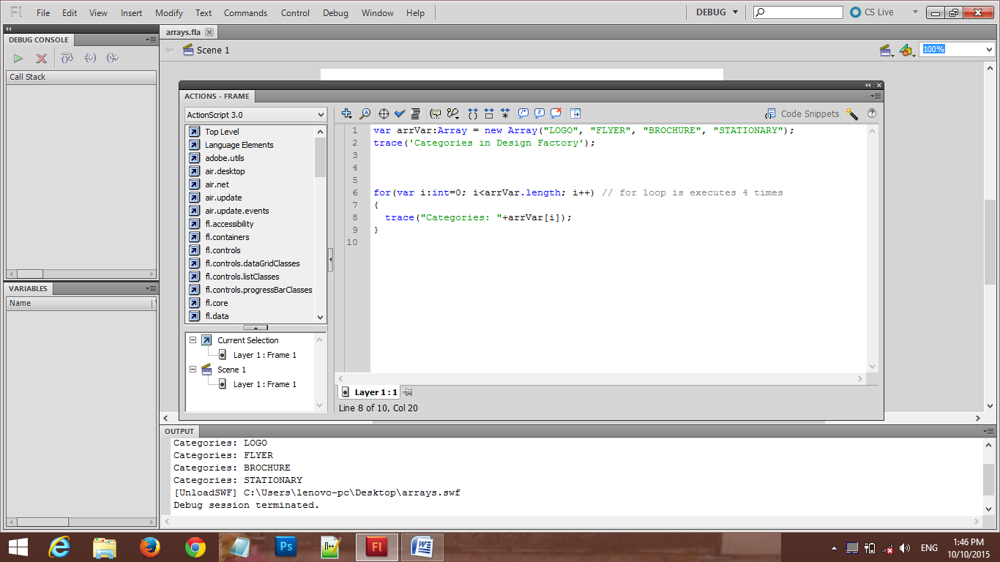 Fl File Edit View Insert Modify Text Commands Control Debug Window Help DEBUG CS Live
DEBUG CONSOLE
Call Stack
VARIABLES
Name
arrays.fla
Scene 1
100%
ACTIONS - FRAME
ActionScript 3.0
Top Level
Language Elements
adobe.utils
air.desktop
air.net
air.update
air.update.events
fl.accessibility
fl.containers
fl.controls
fl.controls.dataGridClasses
fl.controls.listClasses
fl.controls.progressBarClasses
fl.core
fl.data
Current Selection
Layer 1 : Frame 1
Scene 1
Layer 1 : Frame 1
Code Snippets
1 var arrVar:Array = new Array("LOGO", "FLYER", "BROCHURE", "STATIONARY");
2 trace('Categories in Design Factory');
3
4
5
6 for(var i:int=0; i<arrVar.length; i++) // for loop is executes 4 times
7 {
8 trace("Categories: "+arrVar[i]);
9 }
10
Layer 1 : 1
Line 8 of 10, Col 20
OUTPUT
Categories: LOGO
Categories: FLYER
Categories: BROCHURE
Categories: STATIONARY
[UnloadSWF] C:\Users\lenovo-pc\Desktop\arrays.swf
Debug session terminated.
Ps Fl W ENG 1:46 PM
10/10/2015